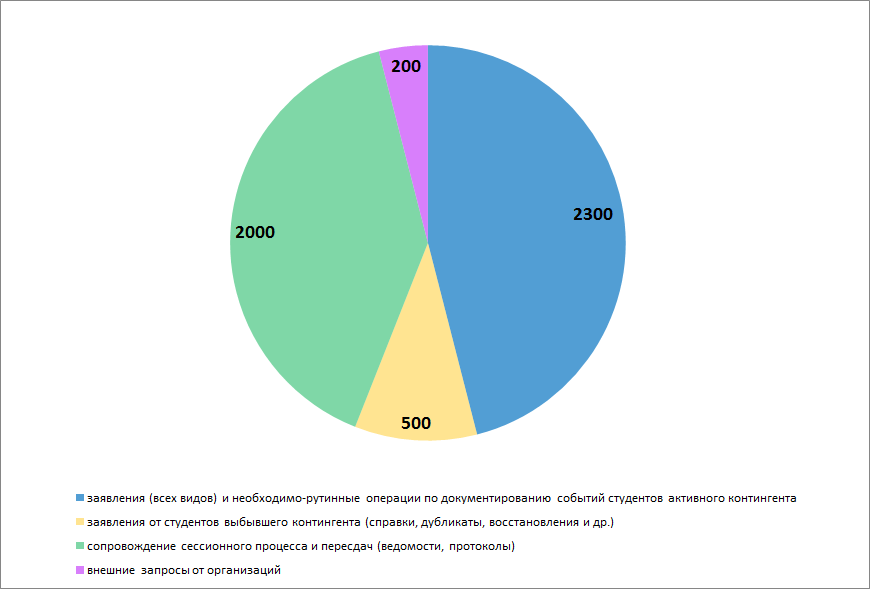 200
2300
2000
500
заявления (всех видов) и необходимо-рутинные операции по документированию событий студентов активного контингента
заявления от студентов выбывшего контингента (справки, дубликаты, восстановления и др.)
сопровождение сессионного процесса и пересдач (ведомости, протоколы)
внешние запросы от организаций